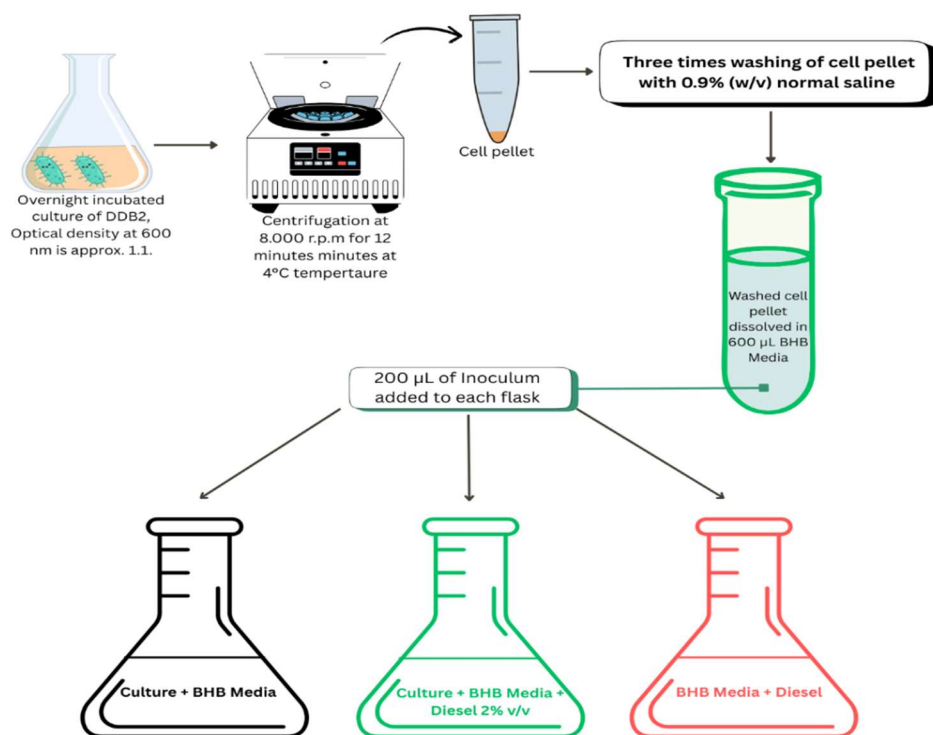 Three times washing of cell pellet
with 0.9% (w/v) normal saline
Cell pellet
Overnight incubated
culture of DDB2,
Optical density at 600
nm is approx. 1.1.
Centrifugation at
8.000 r.p.m for 12
minutes minutes at
4°C tempertaure
Washed cell
pellet
dissolved in
600 µL BHB
Media
200 µL of Inoculum
added to each flask
Culture + BHB Media
Culture + BHB Media +
Diesel 2% v/v
BHB Media + Diesel